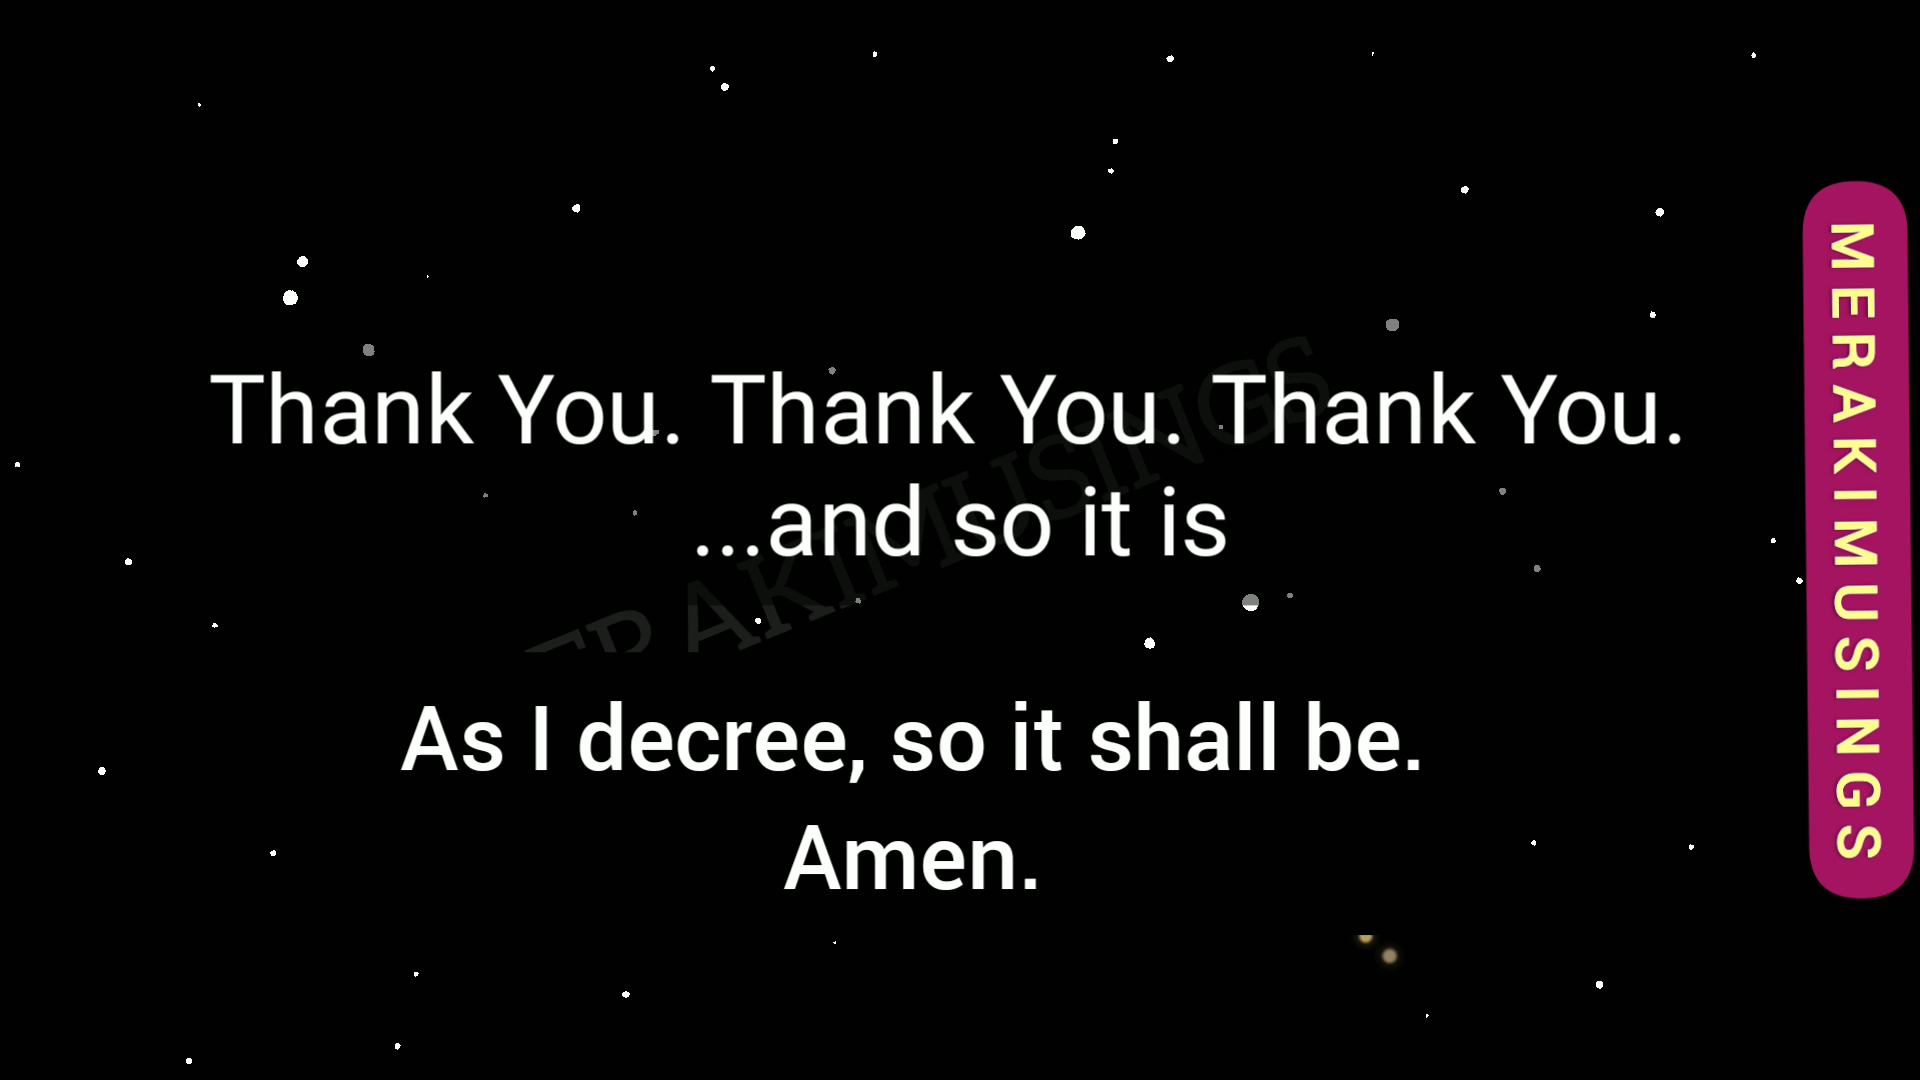 Thank You. Thank You. Thank You.
...and so it is
As I decree, so it shall be.
Amen.
MERAKIMUSINGS